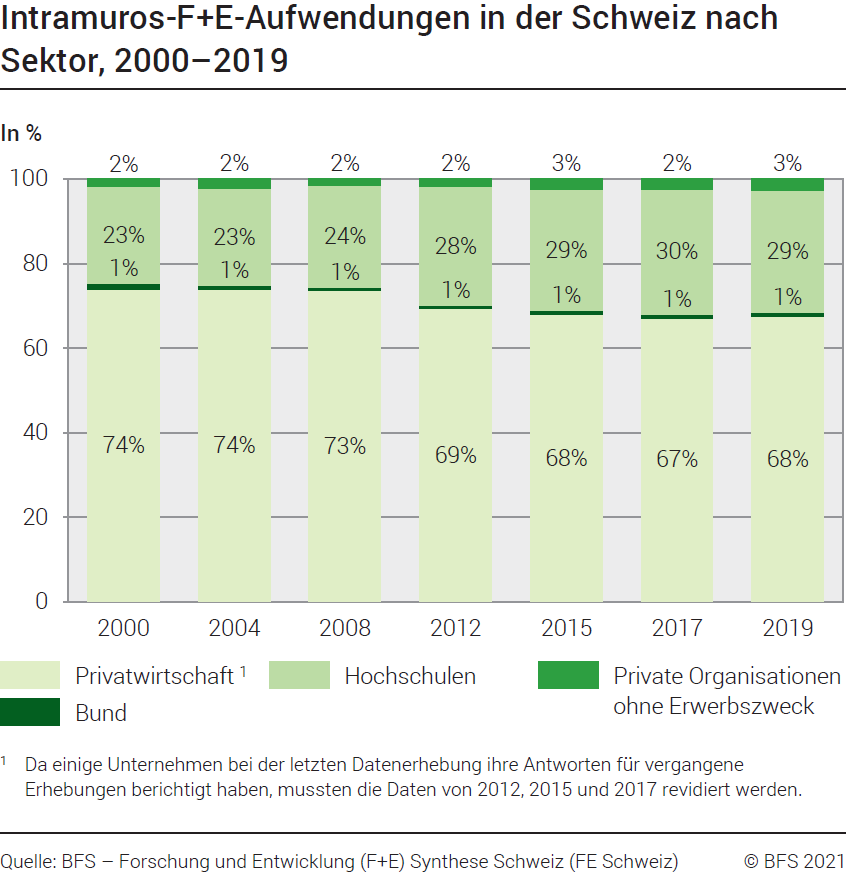 Intramuros-F+E-Aufwendungen in der Schweiz nach
Sektor, 2000–2019
In %
2% 2% 2% 2% 3% 2% 3%
100
23% 23% 24% 28% 29% 30% 29%
80
1% 1% 1% 1% 1% 1% 1%
60
74% 74% 73% 69% 68% 67% 68%
40
20
0
2000 2004 2008 2012 2015 2017 2019
Privatwirtschaft ¹ Hochschulen Private Organisationen
ohne Erwerbszweck
Bund
¹ Da einige Unternehmen bei der letzten Datenerhebung ihre Antworten für vergangene
Erhebungen berichtigt haben, mussten die Daten von 2012, 2015 und 2017 revidiert werden.
Quelle: BFS – Forschung und Entwicklung (F+E) Synthese Schweiz (FE Schweiz) © BFS 2021